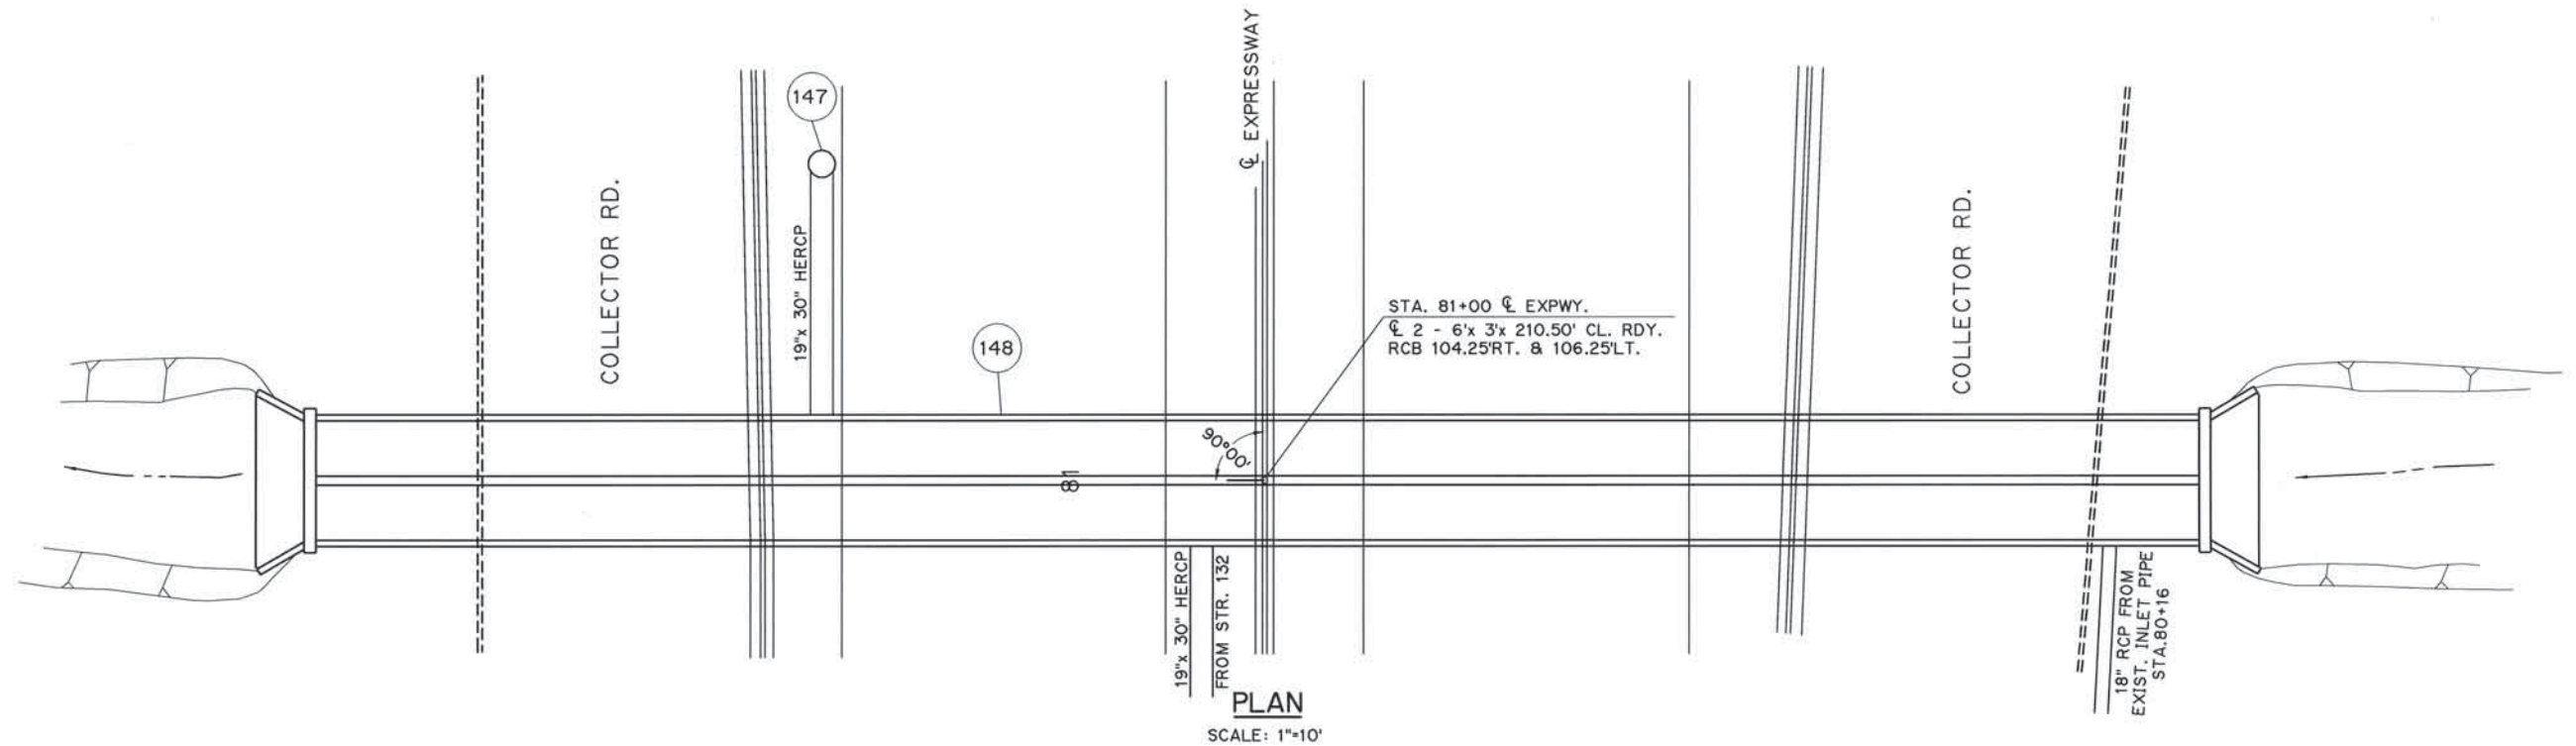 147
℄ EXPRESSWAY
COLLECTOR RD.
19"x 30" HERCP
COLLECTOR RD.
STA. 81+00 ℄ EXPWY.
℄ 2 - 6'x 3'x 210.50' CL. RDY.
RCB 104.25'RT. & 106.25'LT.
148
90°00'
81
19"x 30" HERCP
FROM STR. 132
18" RCP FROM
EXIST. INLET PIPE
STA.80+16
PLAN
SCALE: 1"=10'